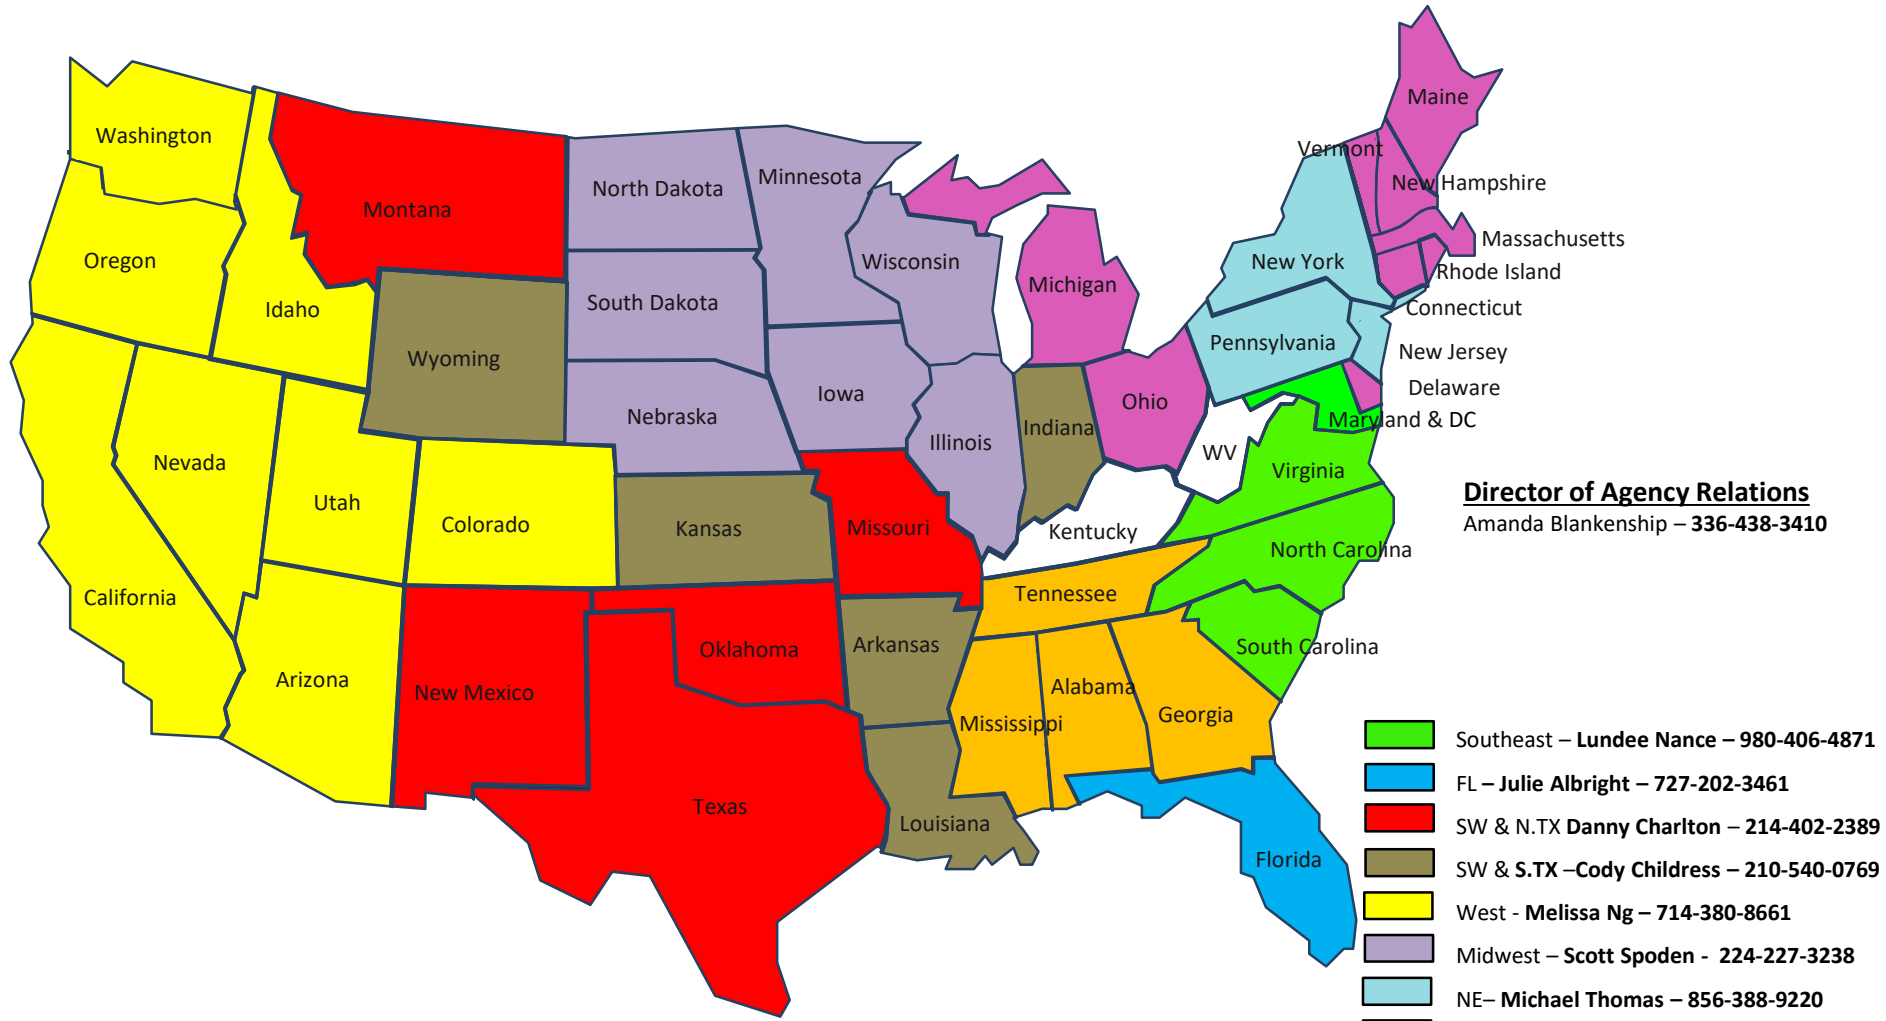 Maine
Washington
Vermont
Minnesota
North Dakota
New Hampshire
Montana
Massachusetts
Oregon
Wisconsin
New York
Rhode Island
Michigan
South Dakota
Idaho
Connecticut
Pennsylvania
New Jersey
Wyoming
Delaware
Iowa
Ohio
Nebraska
Maryland & DC
Indiana
Illinois
WV
Nevada
Virginia
Utah
Colorado
Kansas
Missouri
Kentucky
North Carolina
California
Tennessee
Arkansas
Oklahoma
South Carolina
Arizona
New Mexico
Alabama
Georgia
Mississippi
Texas
Louisiana
Florida
Director of Agency Relations
Amanda Blankenship – 336-438-3410
Southeast – Lundee Nance – 980-406-4871
FL – Julie Albright – 727-202-3461
SW & N.TX Danny Charlton – 214-402-2389
SW & S.TX –Cody Childress – 210-540-0769
West - Melissa Ng – 714-380-8661
Midwest – Scott Spoden - 224-227-3238
NE– Michael Thomas – 856-388-9220